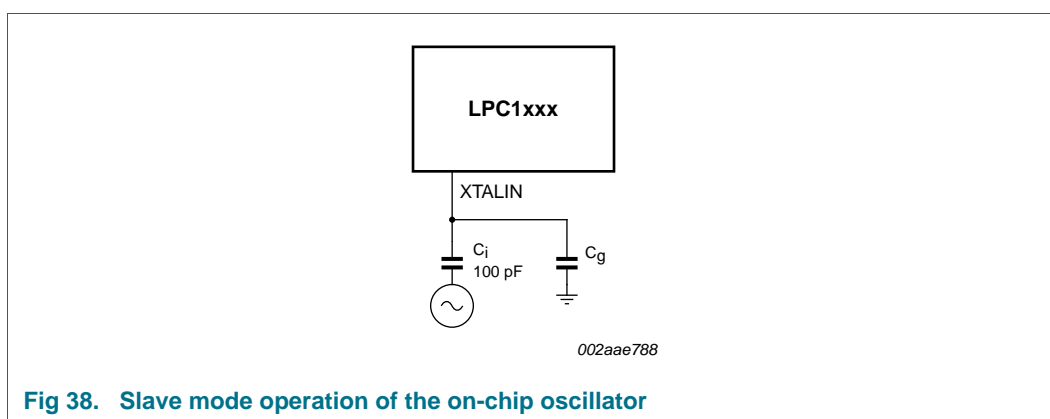 LPC1xxx
XTALIN
Ci
100 pF
Cg
002aae788
Fig 38. Slave mode operation of the on-chip oscillator